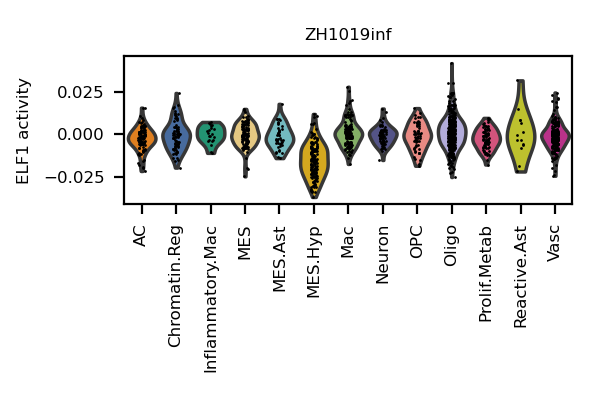 ZH1019inf
ELF1 activity
0.025
0.000
−0.025
AC
Chromatin.Reg
Inflammatory.Mac
MES
MES.Ast
MES.Hyp
Mac
Neuron
OPC
Oligo
Prolif.Metab
Reactive.Ast
Vasc